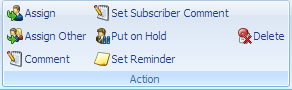 Assign Set Subscriber Comment
Assign Other Put on Hold Delete
Comment Set Reminder
Action